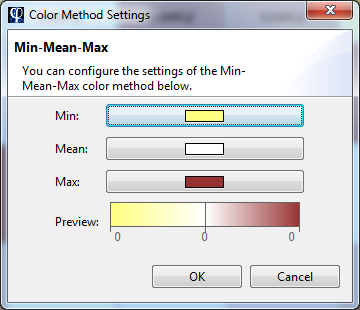 Color Method Settings
Min-Mean-Max
You can configure the settings of the Min-
Mean-Max color method below.
Min:
Mean:
Max:
Preview:
0 0 0
OK Cancel